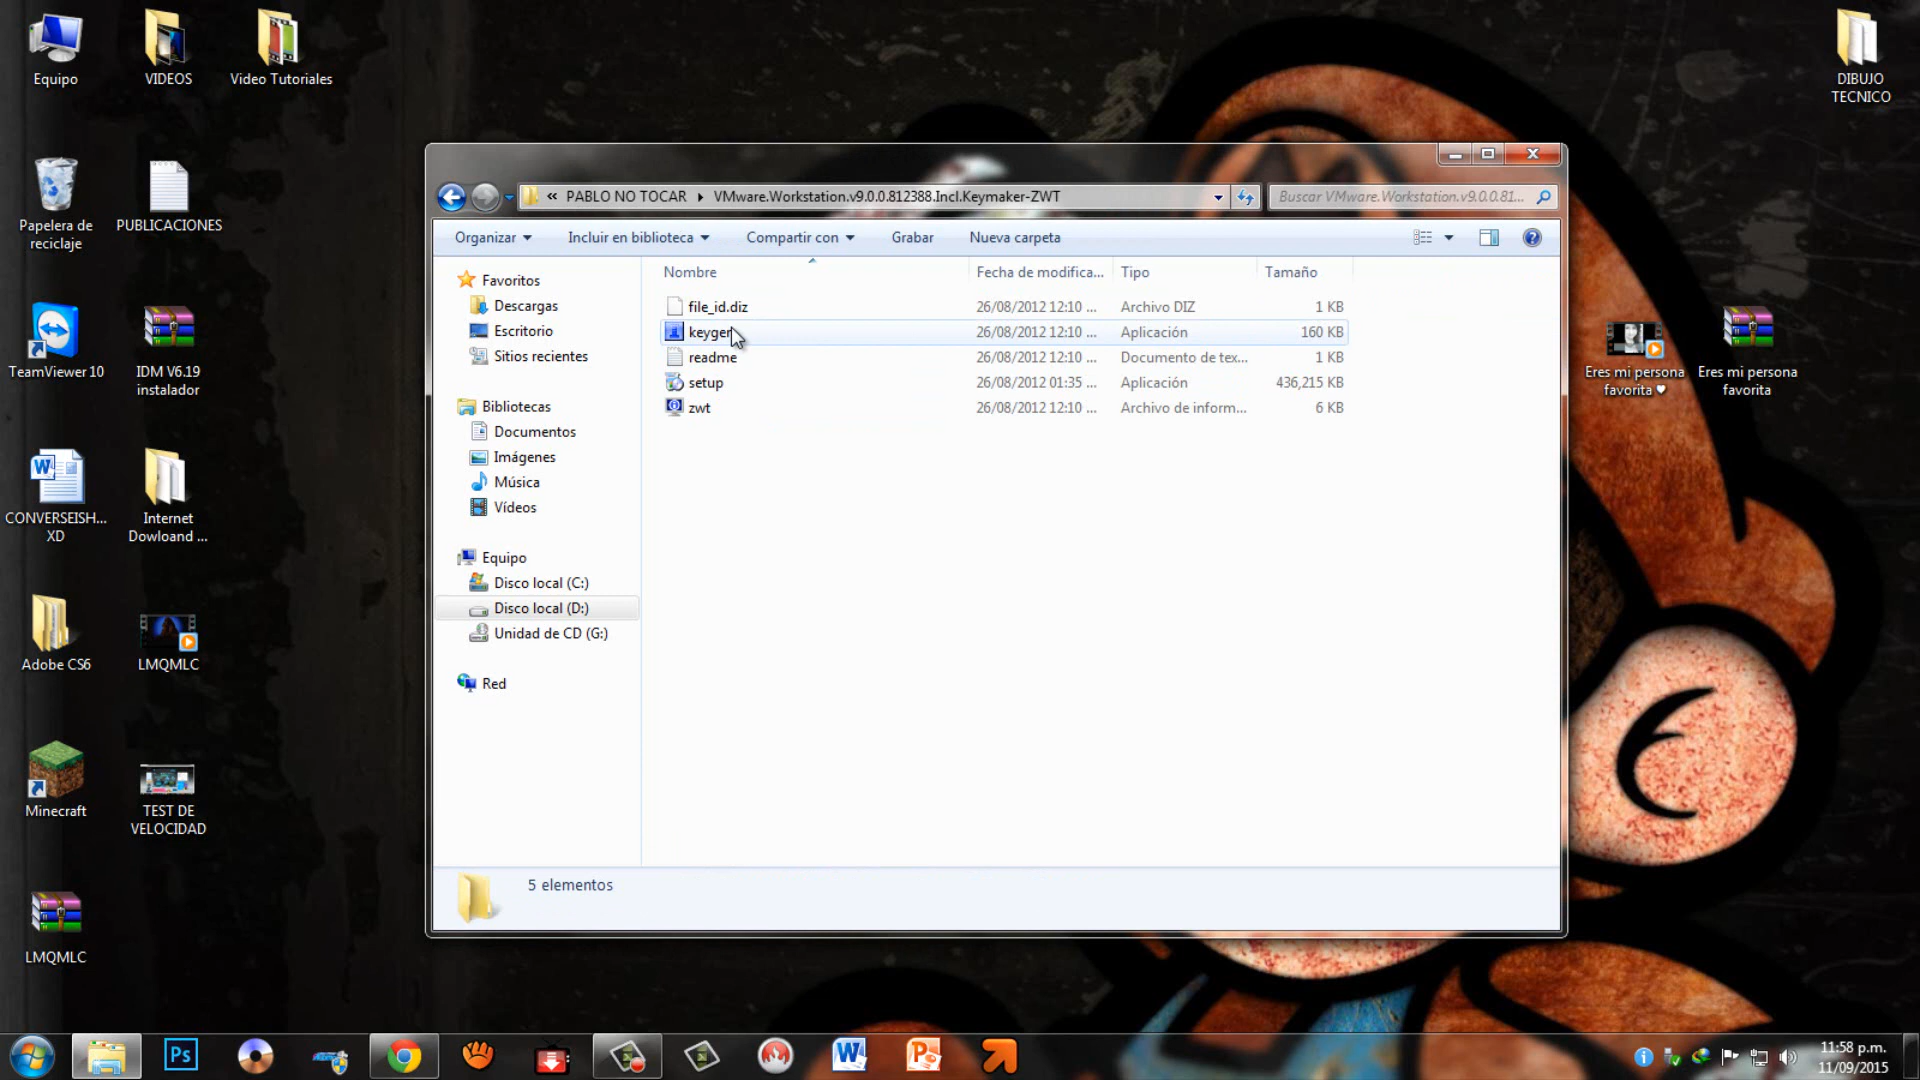 Equipo
VIDEOS
Video Tutoriales
DIBUJO
TECNICO
Papelera de
reciclaje
PUBLICACIONES
TeamViewer 10
IDM V6.19
instalador
CONVERSEISH...
XD
Internet
Dowloand ...
Adobe CS6
LMQMLC
Minecraft
TEST DE
VELOCIDAD
LMQMLC
Eres mi persona
favorita ♥
Eres mi persona
favorita
« PABLO NO TOCAR ▸ VMware.Workstation.v9.0.0.812388.Incl.Keymaker-ZWT
Buscar VMware.Workstation.v9.0.0.81...
Organizar Incluir en biblioteca Compartir con Grabar Nueva carpeta
Favoritos
Descargas
Escritorio
Sitios recientes
Bibliotecas
Documentos
Imágenes
Música
Vídeos
Equipo
Disco local (C:)
Disco local (D:)
Unidad de CD (G:)
Red
Nombre Fecha de modifica... Tipo Tamaño
file_id.diz 26/08/2012 12:10 ... Archivo DIZ 1 KB
keygen 26/08/2012 12:10 ... Aplicación 160 KB
readme 26/08/2012 12:10 ... Documento de tex... 1 KB
setup 26/08/2012 01:35 ... Aplicación 436,215 KB
zwt 26/08/2012 12:10 ... Archivo de inform... 6 KB
5 elementos
Ps
W
P
11:58 p.m.
11/09/2015